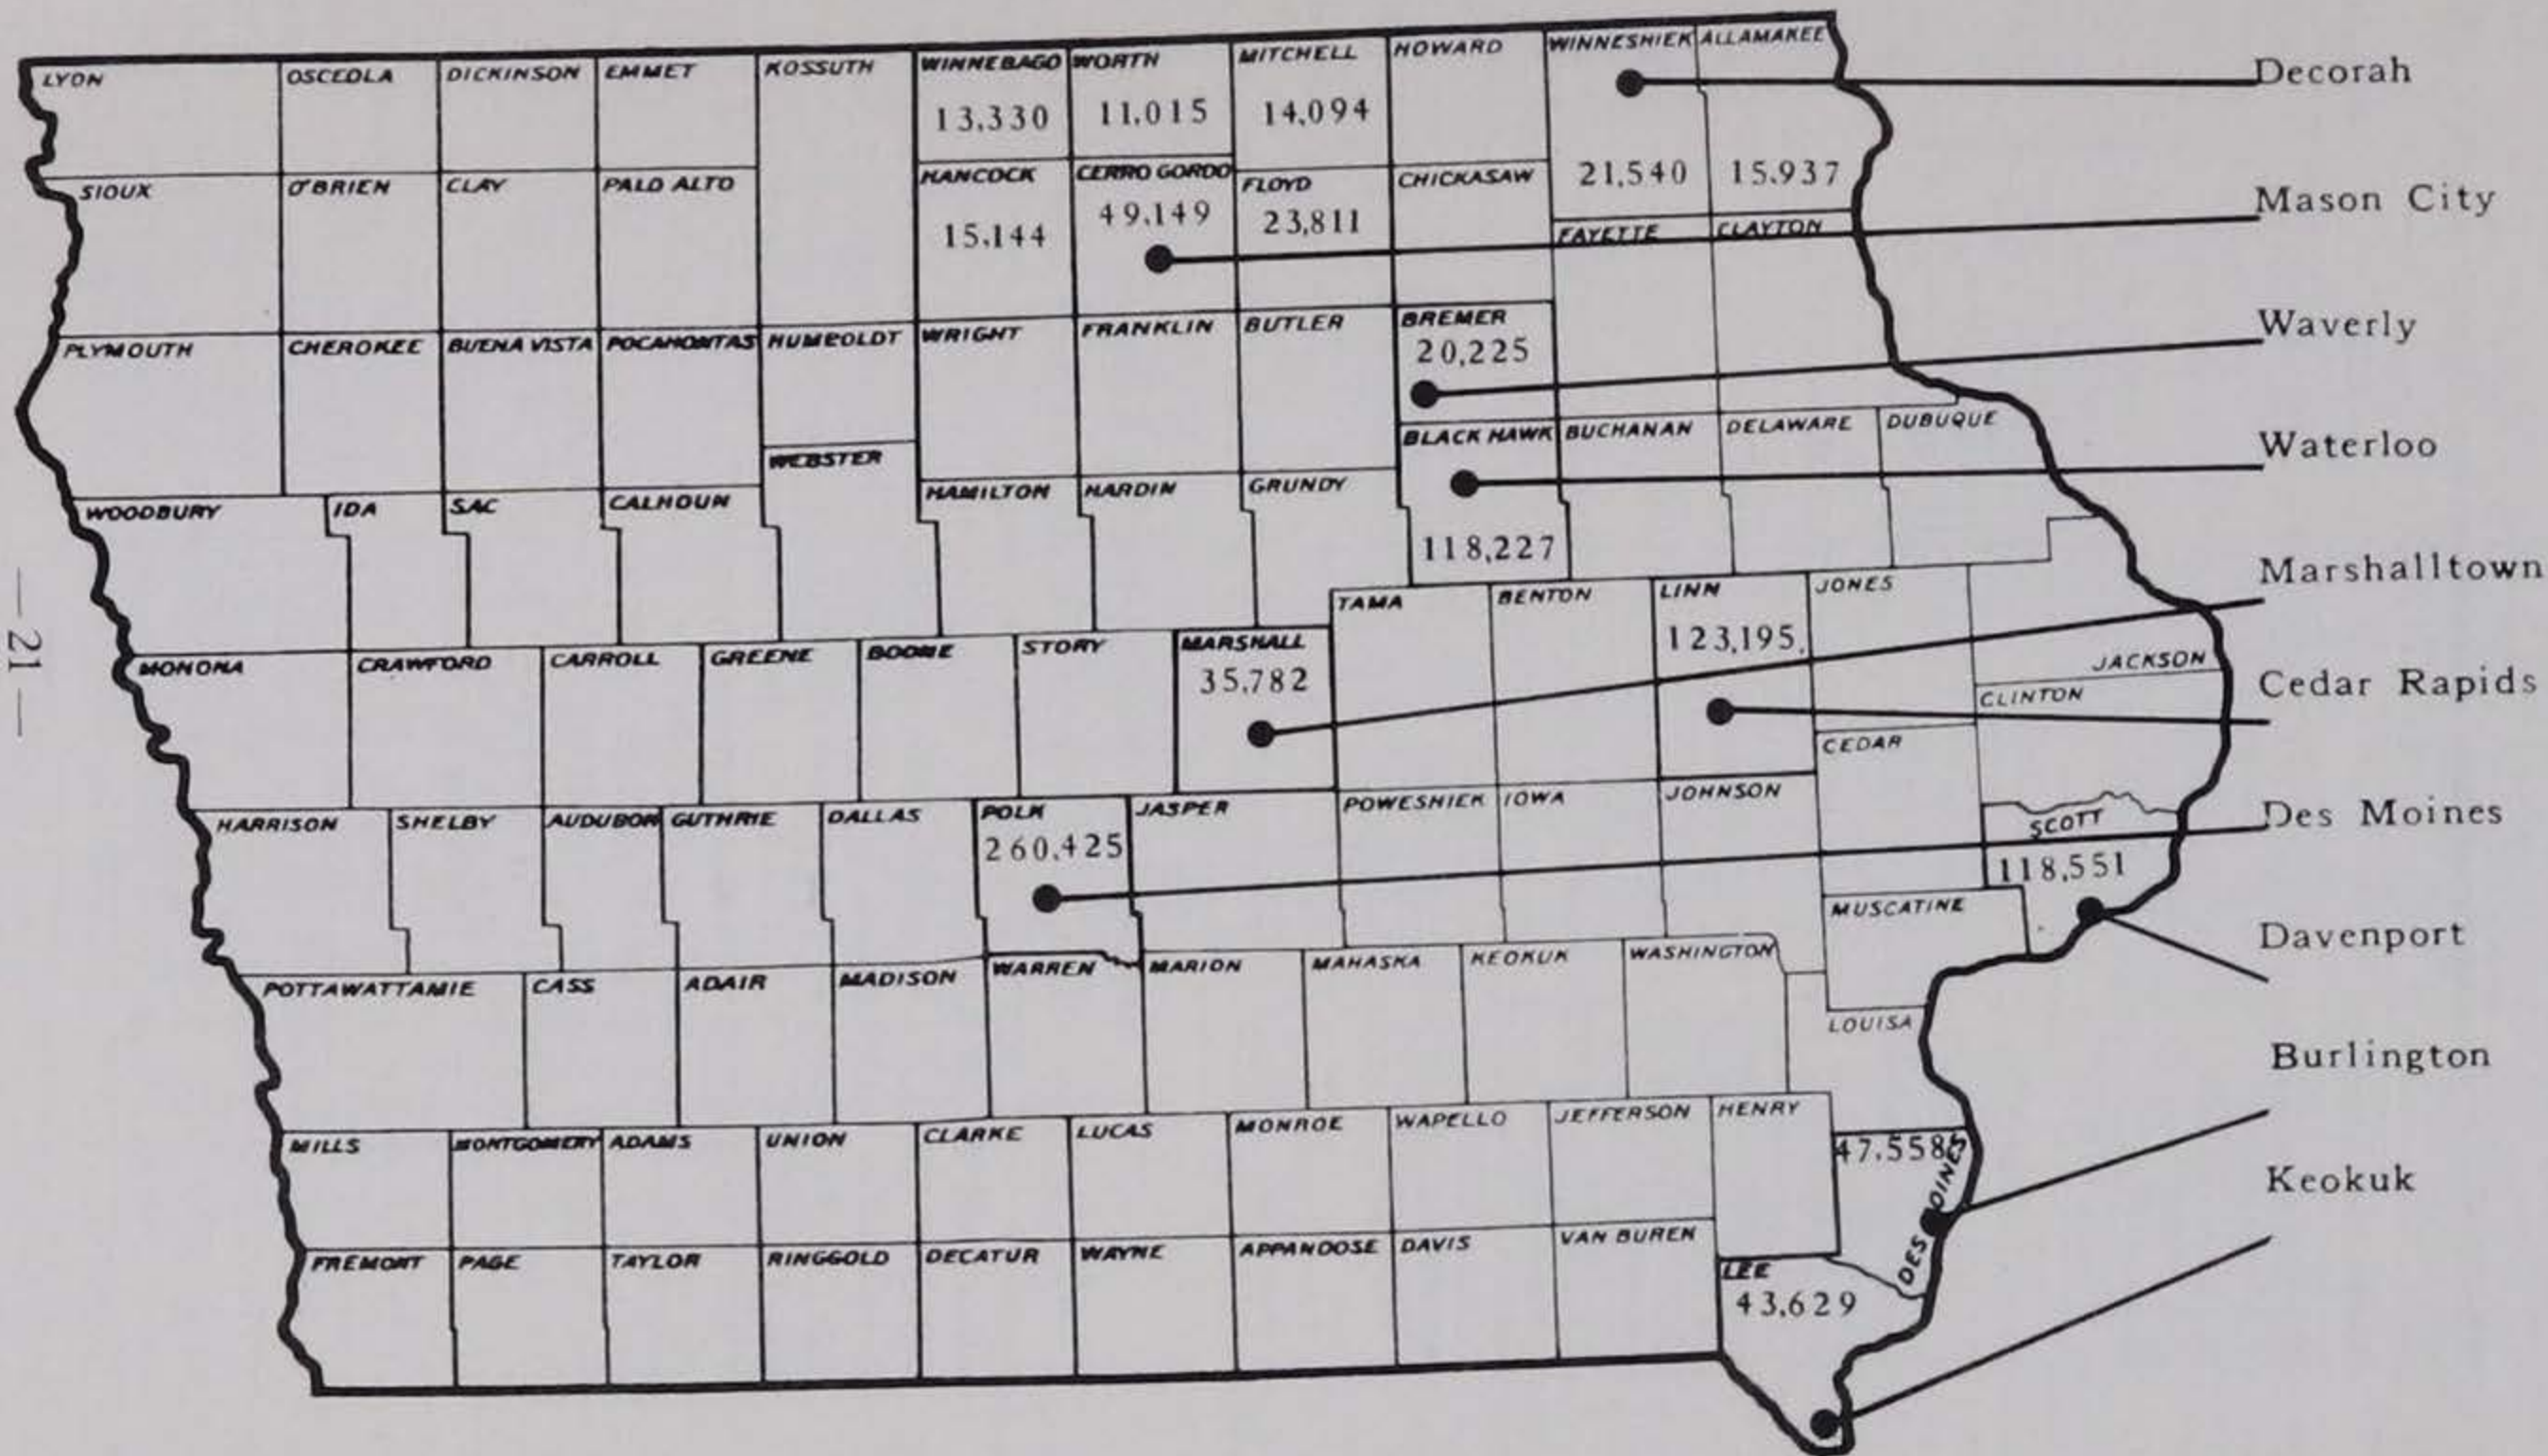 LYON OSCEOLA DICKINSON EMMET KOSSUTH WINNEBAGO WORTH MITCHELL HOWARD WINNESHIEK ALLAMAKEE
Decorah
13,330 11,015 14,094
21,540 15,937
SIOUX O'BRIEN CLAY PALO ALTO HANCOCK CERRO GORDO FLOYD CHICKASAW
15,144 49,149 23,811
Mason City
FAYETTE CLAYTON
PLYMOUTH CHEROKEE BUENA VISTA POCAHONTAS HUMBOLDT WRIGHT FRANKLIN BUTLER BREMER
20,225
Waverly
WEBSTER BLACK HAWK BUCHANAN DELAWARE DUBUQUE
Waterloo
118,227
WOODBURY IDA SAC CALHOUN HAMILTON HARDIN GRUNDY
TAMA BENTON LINN JONES
123,195
Marshalltown
JACKSON
MONONA CRAWFORD CARROLL GREENE BOONE STORY MARSHALL
35,782
CLINTON
Cedar Rapids
CEDAR
HARRISON SHELBY AUDUBON GUTHRIE DALLAS POLK JASPER POWESHIEK IOWA JOHNSON
260,425
SCOTT
118,551
Des Moines
MUSCATINE
Davenport
POTTAWATTAMIE CASS ADAIR MADISON WARREN MARION MAHASKA KEOKUK WASHINGTON
LOUISA
Burlington
MILLS MONTGOMERY ADAMS UNION CLARKE LUCAS MONROE WAPELLO JEFFERSON HENRY
47,558
DES MOINES
Keokuk
FREMONT PAGE TAYLOR RINGGOLD DECATUR WAYNE APPANOOSE DAVIS VAN BUREN LEE
43,629
—21—